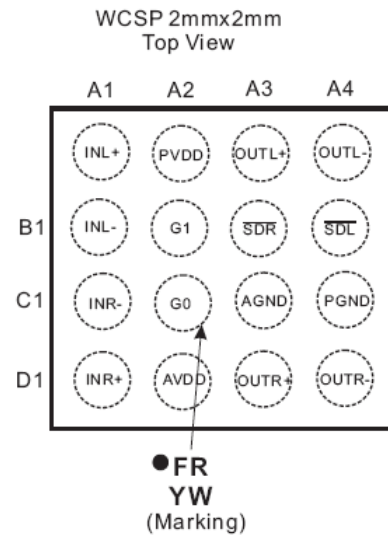 WCSP 2mmx2mm
Top View
A1 A2 A3 A4
INL+ PVDD OUTL+ OUTL-
B1 INL- G1 SDR SDL
C1 INR- G0 AGND PGND
D1 INR+ AVDD OUTR+ OUTR-
●FR
YW
(Marking)